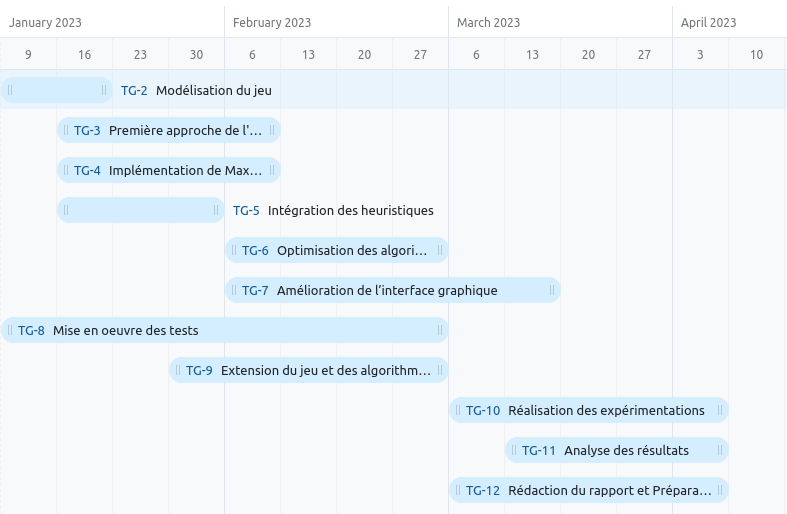 January 2023 February 2023 March 2023 April 2023
9 16 23 30 6 13 20 27 6 13 20 27 3 10
TG-2 Modélisation du jeu
TG-3 Première approche de l'...
TG-4 Implémentation de Max...
TG-5 Intégration des heuristiques
TG-6 Optimisation des algori...
TG-7 Amélioration de l’interface graphique
TG-8 Mise en oeuvre des tests
TG-9 Extension du jeu et des algorithm...
TG-10 Réalisation des expérimentations
TG-11 Analyse des résultats
TG-12 Rédaction du rapport et Prépara...